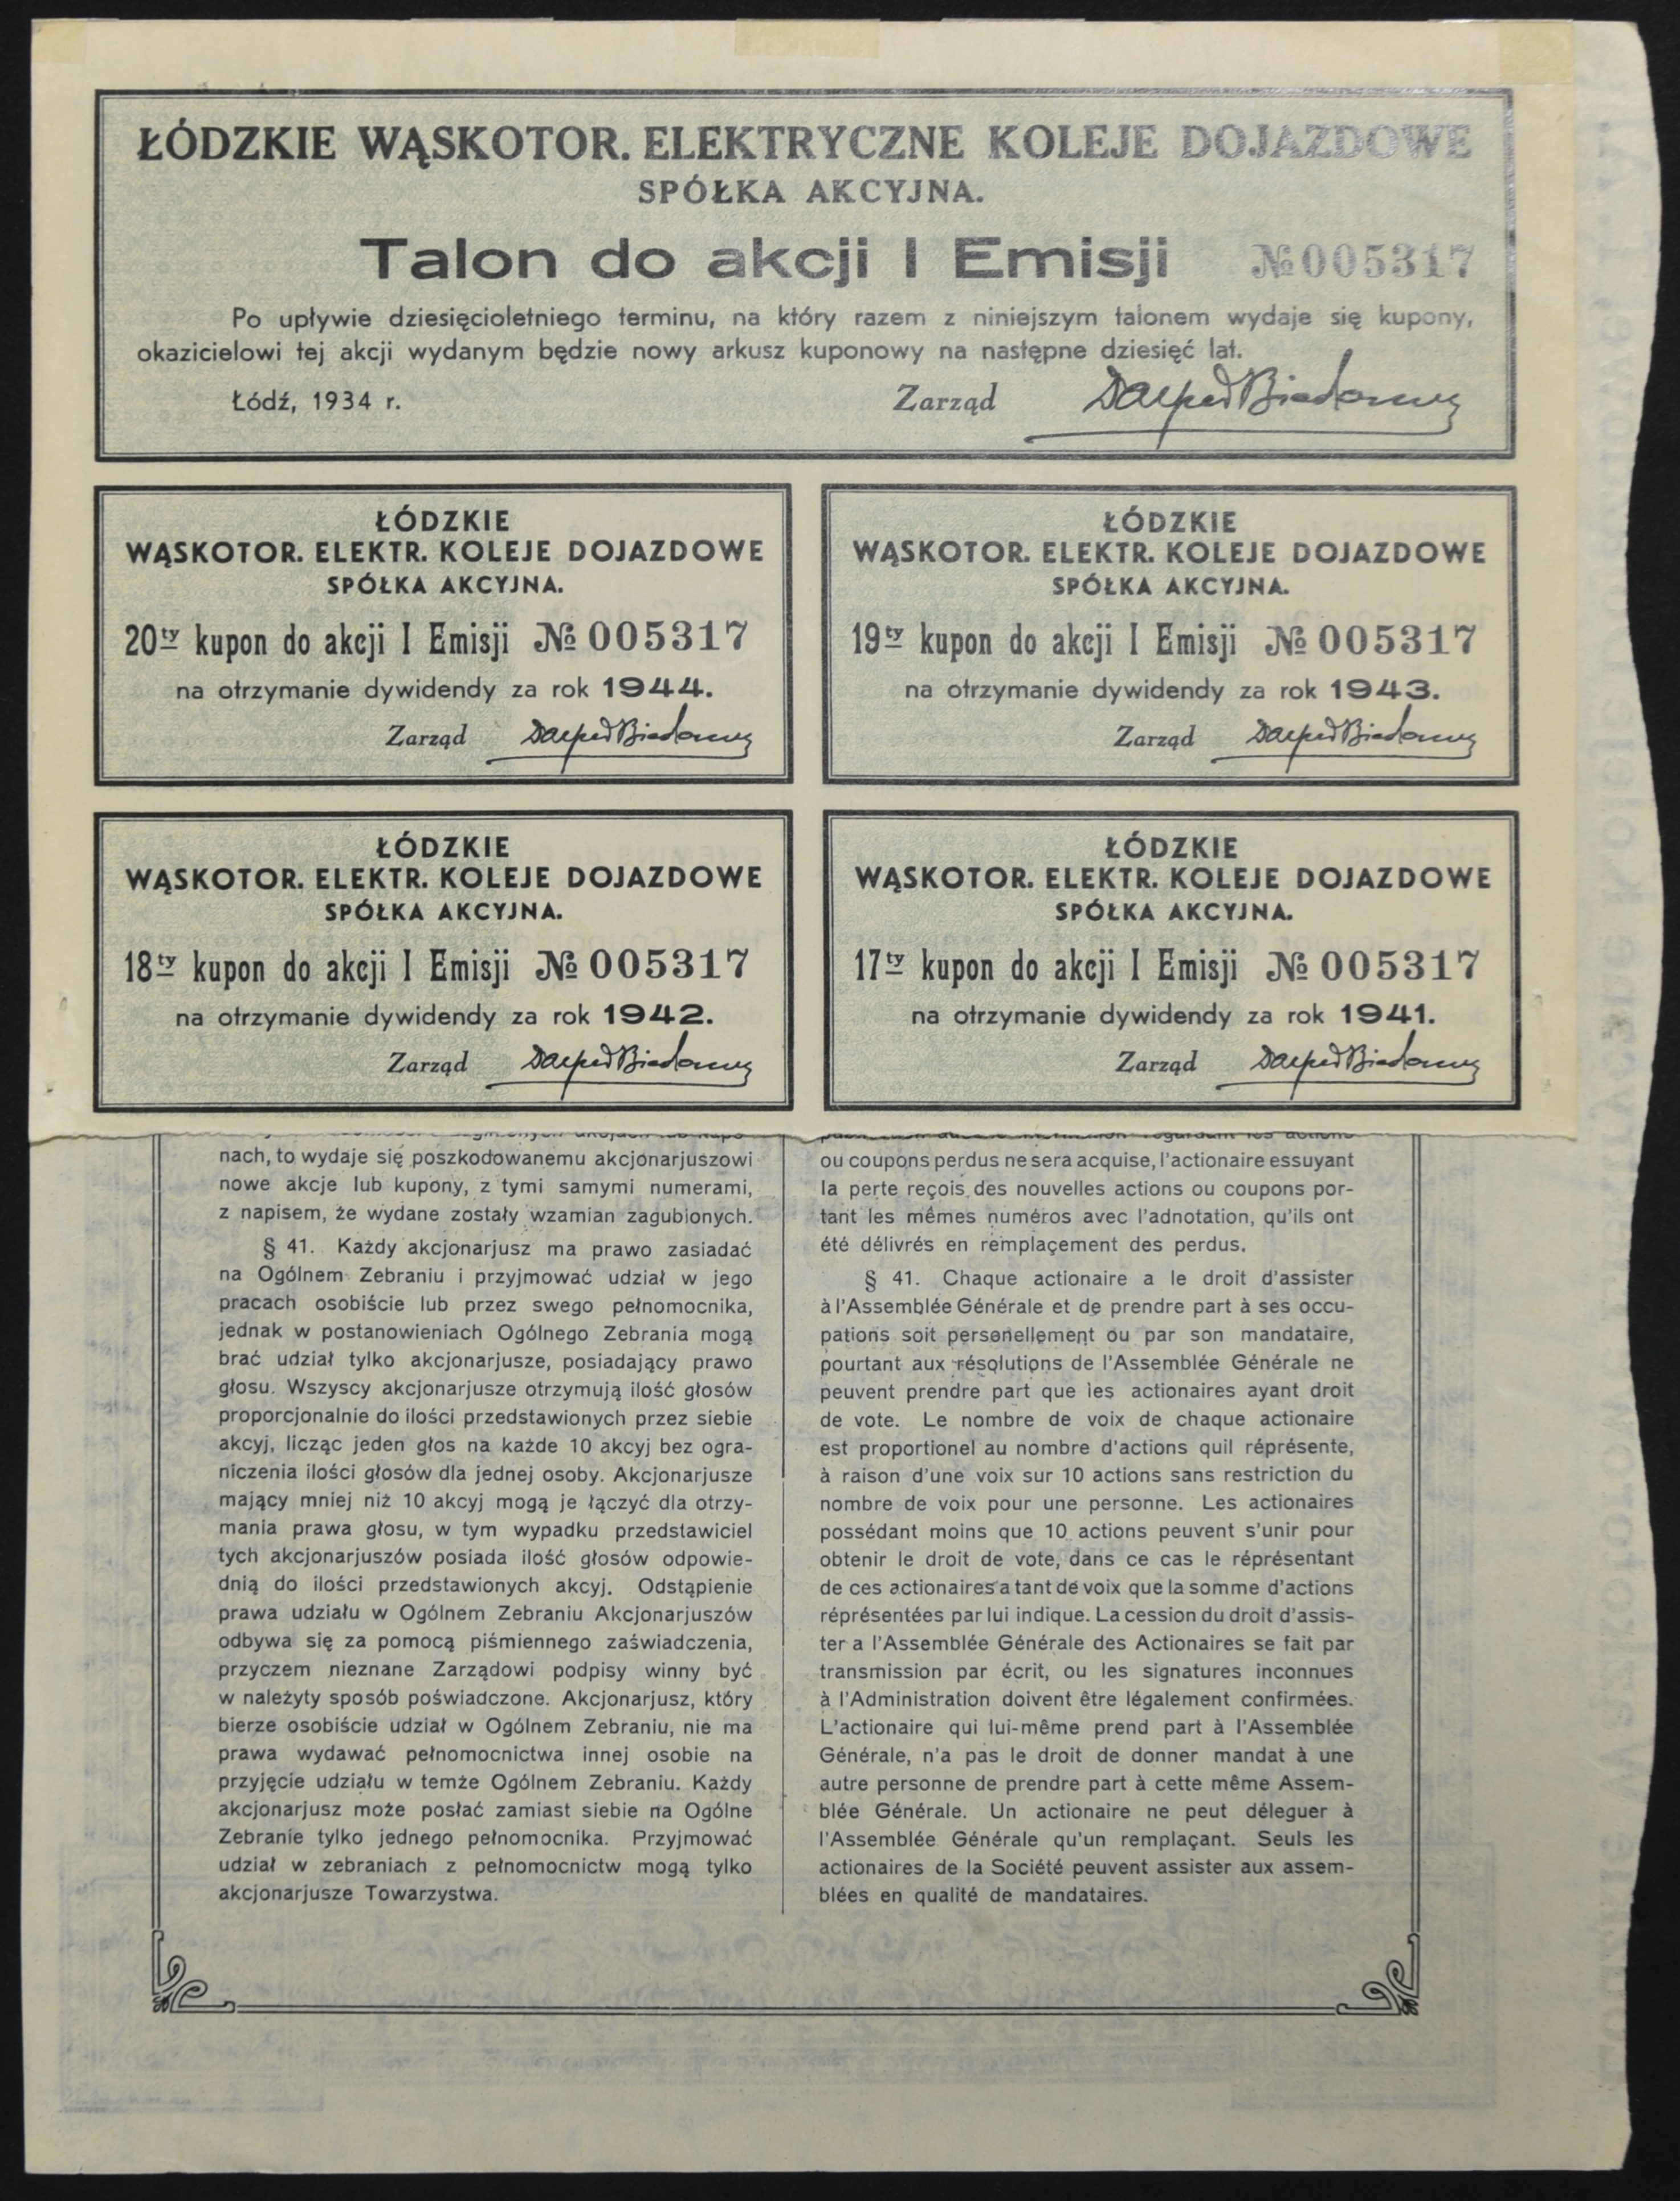 ŁÓDZKIE WĄSKOTOR. ELEKTRYCZNE KOLEJE DOJAZDOWE
SPÓŁKA AKCYJNA.
Talon do akcji I Emisji № 005317
Po upływie dziesięcioletniego terminu, na który razem z niniejszym talonem wydaje się kupony,
okazicielowi tej akcji wydanym będzie nowy arkusz kuponowy na następne dziesięć lat.
Łódź, 1934 r. Zarząd
ŁÓDZKIE
WĄSKOTOR. ELEKTR. KOLEJE DOJAZDOWE
SPÓŁKA AKCYJNA.
20ty kupon do akcji I Emisji № 005317
na otrzymanie dywidendy za rok 1944.
Zarząd
ŁÓDZKIE
WĄSKOTOR. ELEKTR. KOLEJE DOJAZDOWE
SPÓŁKA AKCYJNA.
19ty kupon do akcji I Emisji № 005317
na otrzymanie dywidendy za rok 1943.
Zarząd
ŁÓDZKIE
WĄSKOTOR. ELEKTR. KOLEJE DOJAZDOWE
SPÓŁKA AKCYJNA.
18ty kupon do akcji I Emisji № 005317
na otrzymanie dywidendy za rok 1942.
Zarząd
ŁÓDZKIE
WĄSKOTOR. ELEKTR. KOLEJE DOJAZDOWE
SPÓŁKA AKCYJNA.
17ty kupon do akcji I Emisji № 005317
na otrzymanie dywidendy za rok 1941.
Zarząd
nach, to wydaje się poszkodowanemu akcjonarjuszowi
nowe akcje lub kupony, z tymi samymi numerami,
z napisem, że wydane zostały wzamian zagubionych.
§ 41. Każdy akcjonarjusz ma prawo zasiadać
na Ogólnem Zebraniu i przyjmować udział w jego
pracach osobiście lub przez swego pełnomocnika,
jednak w postanowieniach Ogólnego Zebrania mogą
brać udział tylko akcjonarjusze, posiadający prawo
głosu. Wszyscy akcjonarjusze otrzymują ilość głosów
proporcjonalnie do ilości przedstawionych przez siebie
akcyj, licząc jeden głos na każde 10 akcyj bez ogra-
niczenia ilości głosów dla jednej osoby. Akcjonarjusze
mający mniej niż 10 akcyj mogą je łączyć dla otrzy-
mania prawa głosu, w tym wypadku przedstawiciel
tych akcjonarjuszów posiada ilość głosów odpowie-
dnią do ilości przedstawionych akcyj. Odstąpienie
prawa udziału w Ogólnem Zebraniu Akcjonarjuszów
odbywa się za pomocą piśmiennego zaświadczenia,
przyczem nieznane Zarządowi podpisy winny być
w należyty sposób poświadczone. Akcjonarjusz, który
bierze osobiście udział w Ogólnem Zebraniu, nie ma
prawa wydawać pełnomocnictwa innej osobie na
przyjęcie udziału w temże Ogólnem Zebraniu. Każdy
akcjonarjusz może posłać zamiast siebie na Ogólne
Zebranie tylko jednego pełnomocnika. Przyjmować
udział w zebraniach z pełnomocnictw mogą tylko
akcjonarjusze Towarzystwa.
ou coupons perdus ne sera acquise, l'actionaire essuyant
la perte reçois des nouvelles actions ou coupons por-
tant les mêmes numéros avec l'adnotation, qu'ils ont
été délivrés en remplaçement des perdus.
§ 41. Chaque actionaire a le droit d'assister
à l'Assemblée Générale et de prendre part à ses occu-
pations soit personellement ou par son mandataire,
pourtant aux résolutions de l'Assemblée Générale ne
peuvent prendre part que les actionaires ayant droit
de vote. Le nombre de voix de chaque actionaire
est proportionel au nombre d'actions quil réprésente,
à raison d'une voix sur 10 actions sans restriction du
nombre de voix pour une personne. Les actionaires
possédant moins que 10 actions peuvent s'unir pour
obtenir le droit de vote, dans ce cas le réprésentant
de ces actionaires a tant de voix que la somme d'actions
réprésentées par lui indique. La cession du droit d'assis-
ter a l'Assemblée Générale des Actionaires se fait par
transmission par écrit, ou les signatures inconnues
à l'Administration doivent être légalement confirmées.
L'actionaire qui lui-même prend part à l'Assemblée
Générale, n'a pas le droit de donner mandat à une
autre personne de prendre part à cette même Assem-
blée Générale. Un actionaire ne peut déleguer à
l'Assemblée Générale qu'un remplaçant. Seuls les
actionaires de la Société peuvent assister aux assem-
blées en qualité de mandataires.